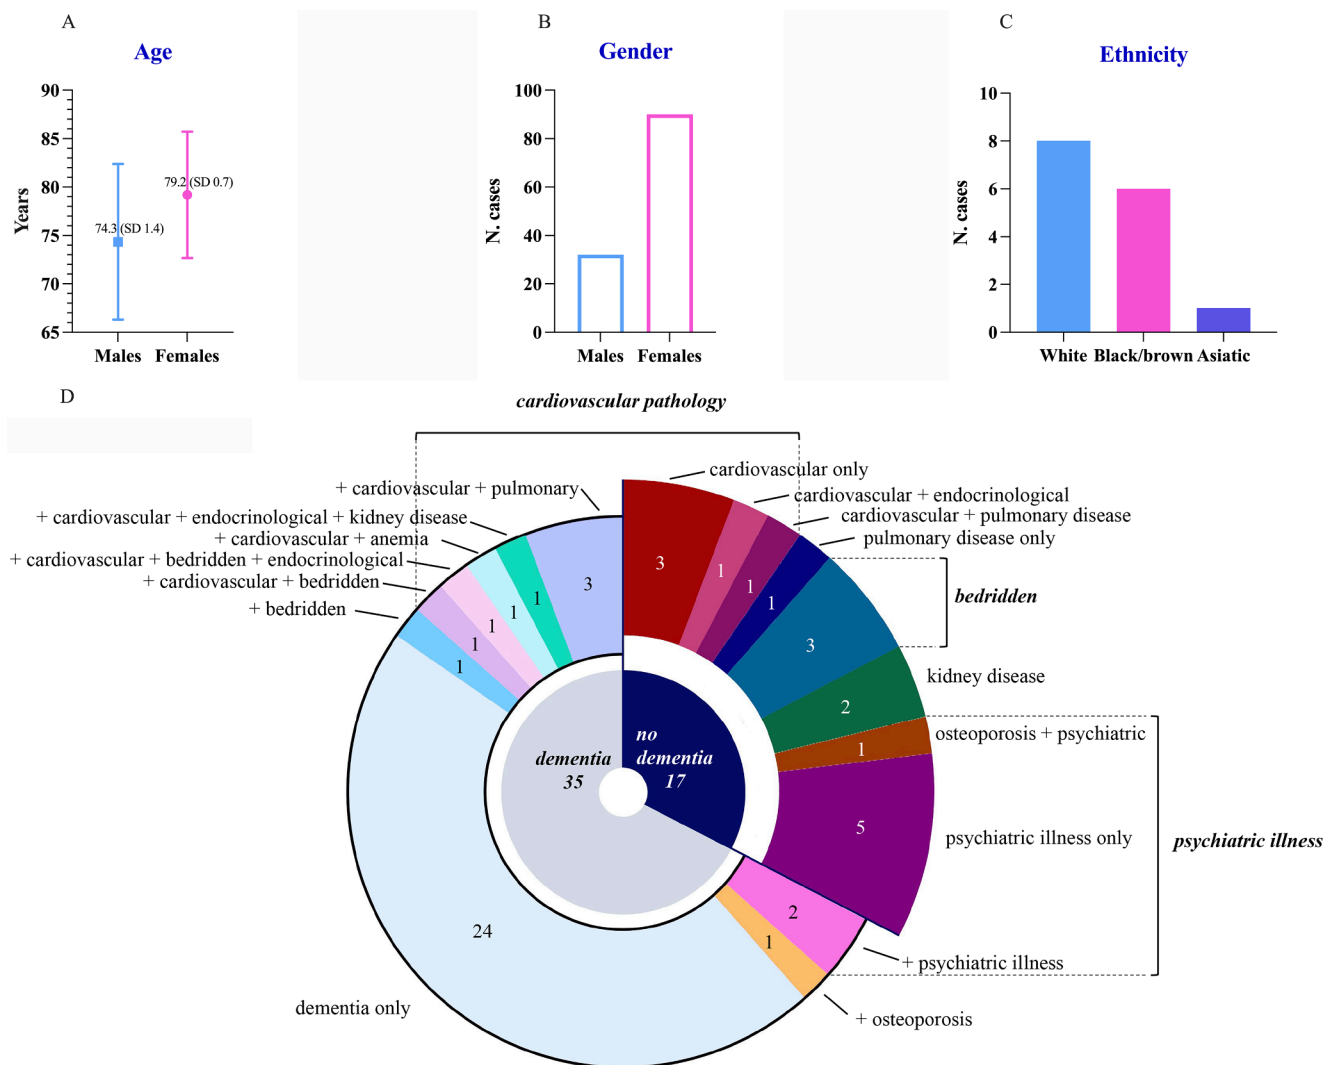 A
Age
90
85
80
75
70
65
Years
79.2 (SD 0.7)
74.3 (SD 1.4)
Males Females
B
Gender
100
80
60
40
20
0
N. cases
Males Females
C
Ethnicity
10
8
6
4
2
0
N. cases
White Black/brown Asiatic
D
cardiovascular pathology
cardiovascular only
cardiovascular + endocrinological
cardiovascular + pulmonary disease
pulmonary disease only
bedridden
kidney disease
osteoporosis + psychiatric
psychiatric illness only
psychiatric illness
+ psychiatric illness
+ osteoporosis
dementia only
+ bedridden
+ cardiovascular + bedridden
+ cardiovascular + bedridden + endocrinological
+ cardiovascular + anemia
+ cardiovascular + endocrinological + kidney disease
+ cardiovascular + pulmonary
3
1
1
1
3
2
1
5
2
1
24
1
1
1
1
1
3
dementia
35
no
dementia
17